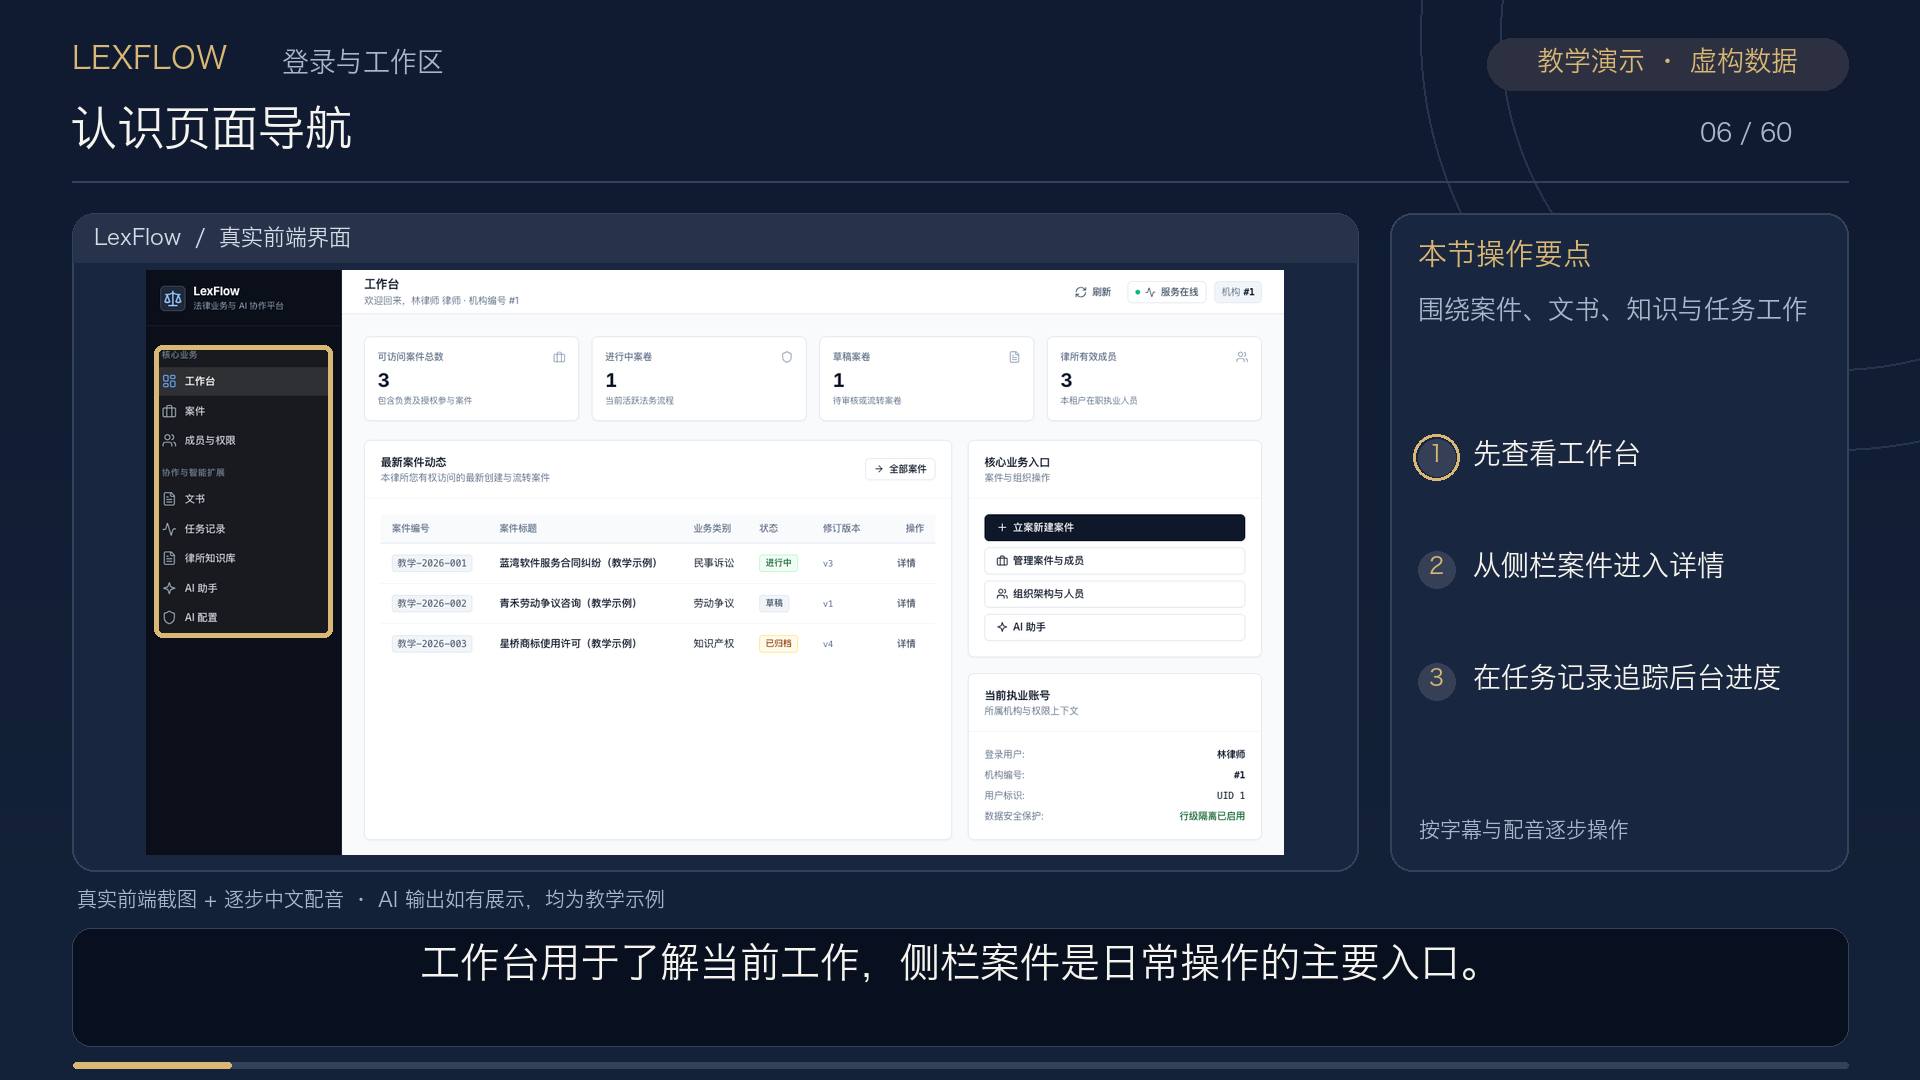 LEXFLOW 登录与工作区
教学演示 · 虚构数据
认识页面导航
06 / 60
LexFlow / 真实前端界面
LexFlow
法律业务与 AI 协作平台
核心业务
工作台
案件
成员与权限
协作与智能扩展
文书
任务记录
律所知识库
AI 助手
AI 配置
工作台
欢迎回来，林律师 律师 · 机构编号 #1
刷新
服务在线
机构 #1
可访问案件总数
3
包含负责及授权参与案件
进行中案卷
1
当前活跃法务流程
草稿案卷
1
待审核或流转案卷
律所有效成员
3
本租户在职执业人员
最新案件动态
本律所您有权访问的最新创建与流转案件
全部案件
案件编号 案件标题 业务类别 状态 修订版本 操作
教学-2026-001 蓝湾软件服务合同纠纷（教学示例） 民事诉讼 进行中 v3 详情
教学-2026-002 青禾劳动争议咨询（教学示例） 劳动争议 草稿 v1 详情
教学-2026-003 星桥商标使用许可（教学示例） 知识产权 已归档 v4 详情
核心业务入口
案件与组织操作
立案新建案件
管理案件与成员
组织架构与人员
AI 助手
当前执业账号
所属机构与权限上下文
登录用户: 林律师
机构编号: #1
用户标识: UID 1
数据安全保护: 行级隔离已启用
本节操作要点
围绕案件、文书、知识与任务工作
1 先查看工作台
2 从侧栏案件进入详情
3 在任务记录追踪后台进度
按字幕与配音逐步操作
真实前端截图 + 逐步中文配音 · AI 输出如有展示，均为教学示例
工作台用于了解当前工作，侧栏案件是日常操作的主要入口。